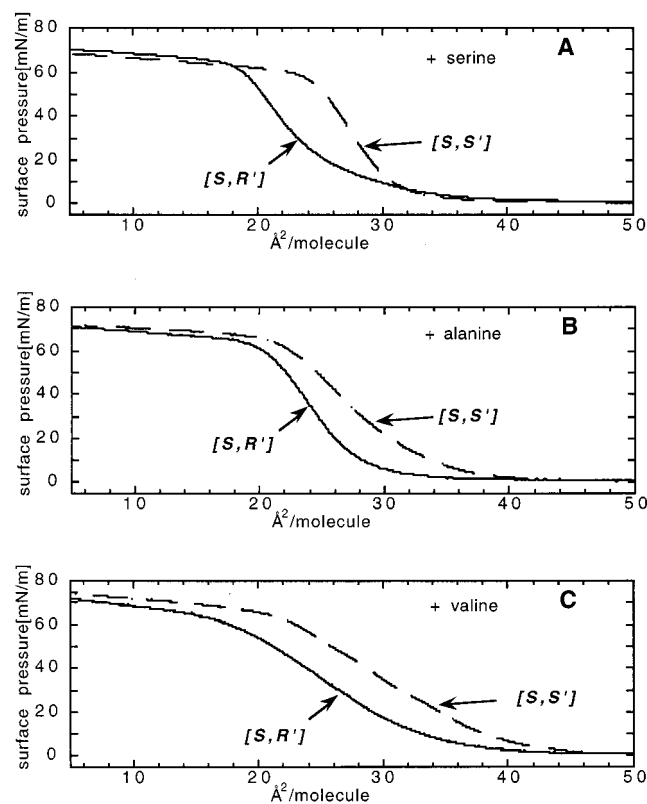 80
60
40
20
0
surface pressure[mN/m]
A
+ serine
[S,S']
[S,R']
10 20 30 40 50
Å²/molecule
80
60
40
20
0
surface pressure[mN/m]
B
+ alanine
[S,S']
[S,R']
10 20 30 40 50
Å²/molecule
80
60
40
20
0
surface pressure[mN/m]
C
+ valine
[S,S']
[S,R']
10 20 30 40 50
Å²/molecule